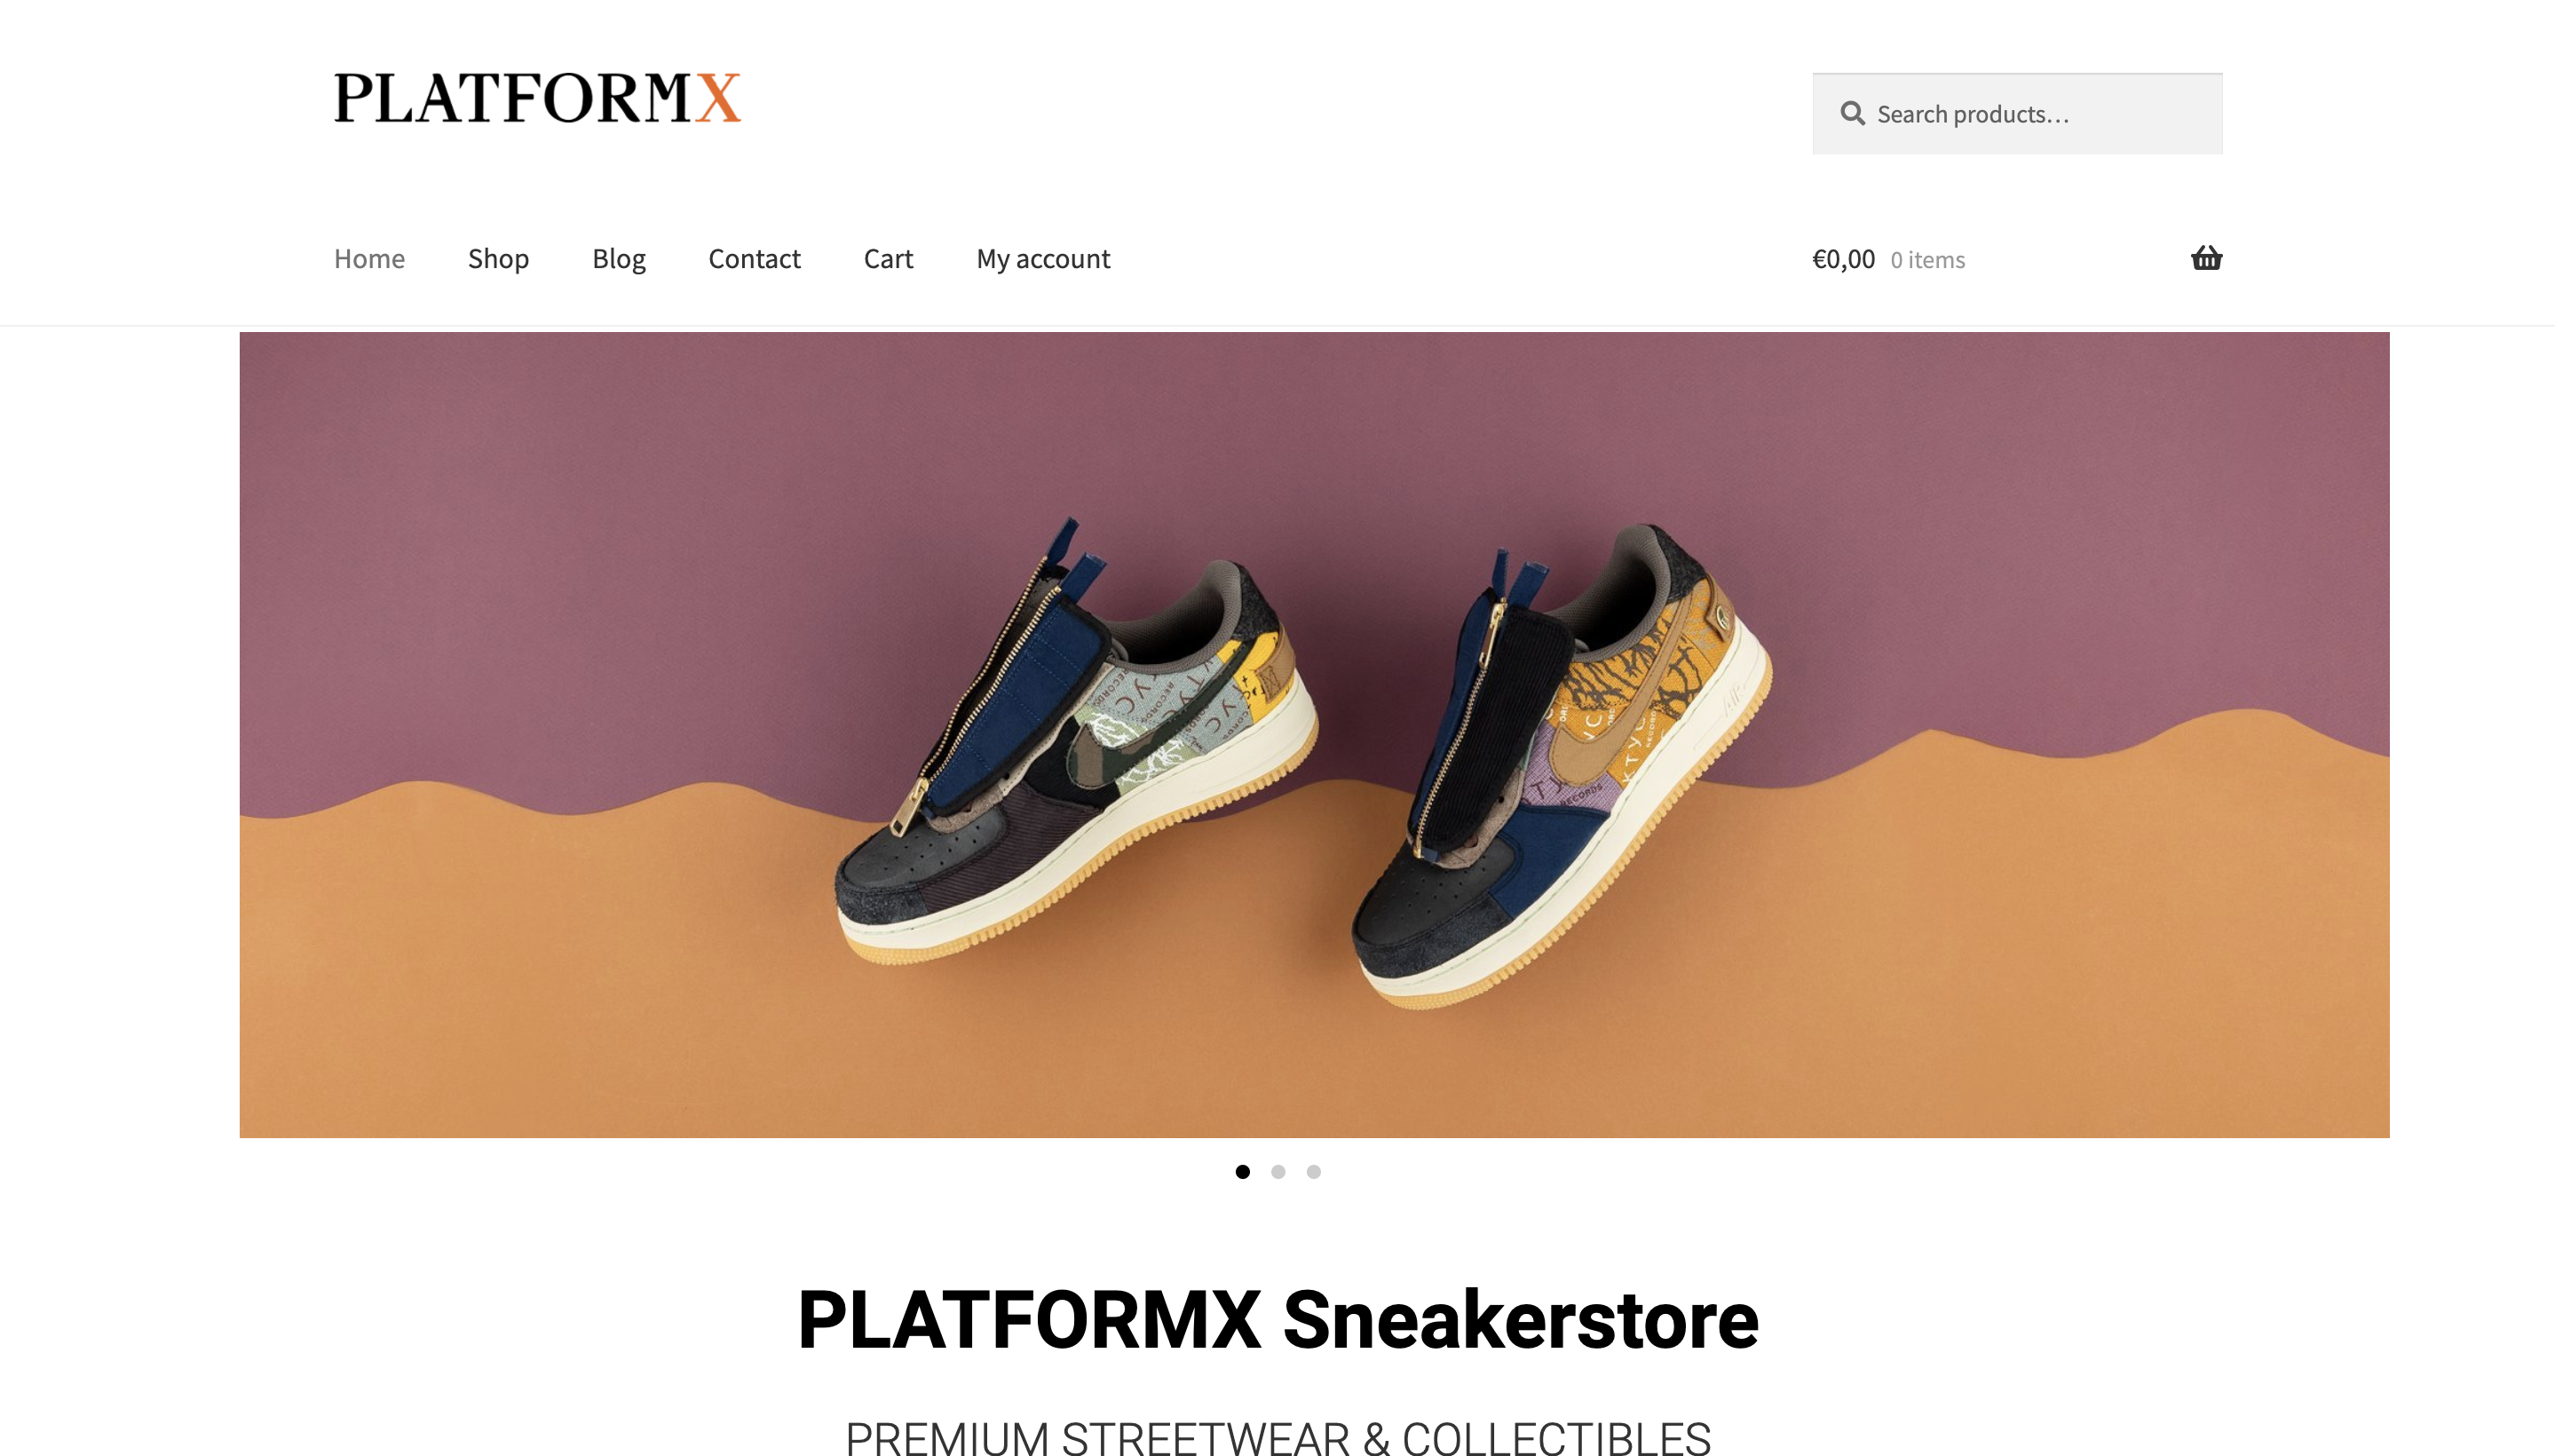 PLATFORMX
Search products…
Home Shop Blog Contact Cart My account
€0,00 0 items
PLATFORMX Sneakerstore
PREMIUM STREETWEAR & COLLECTIBLES